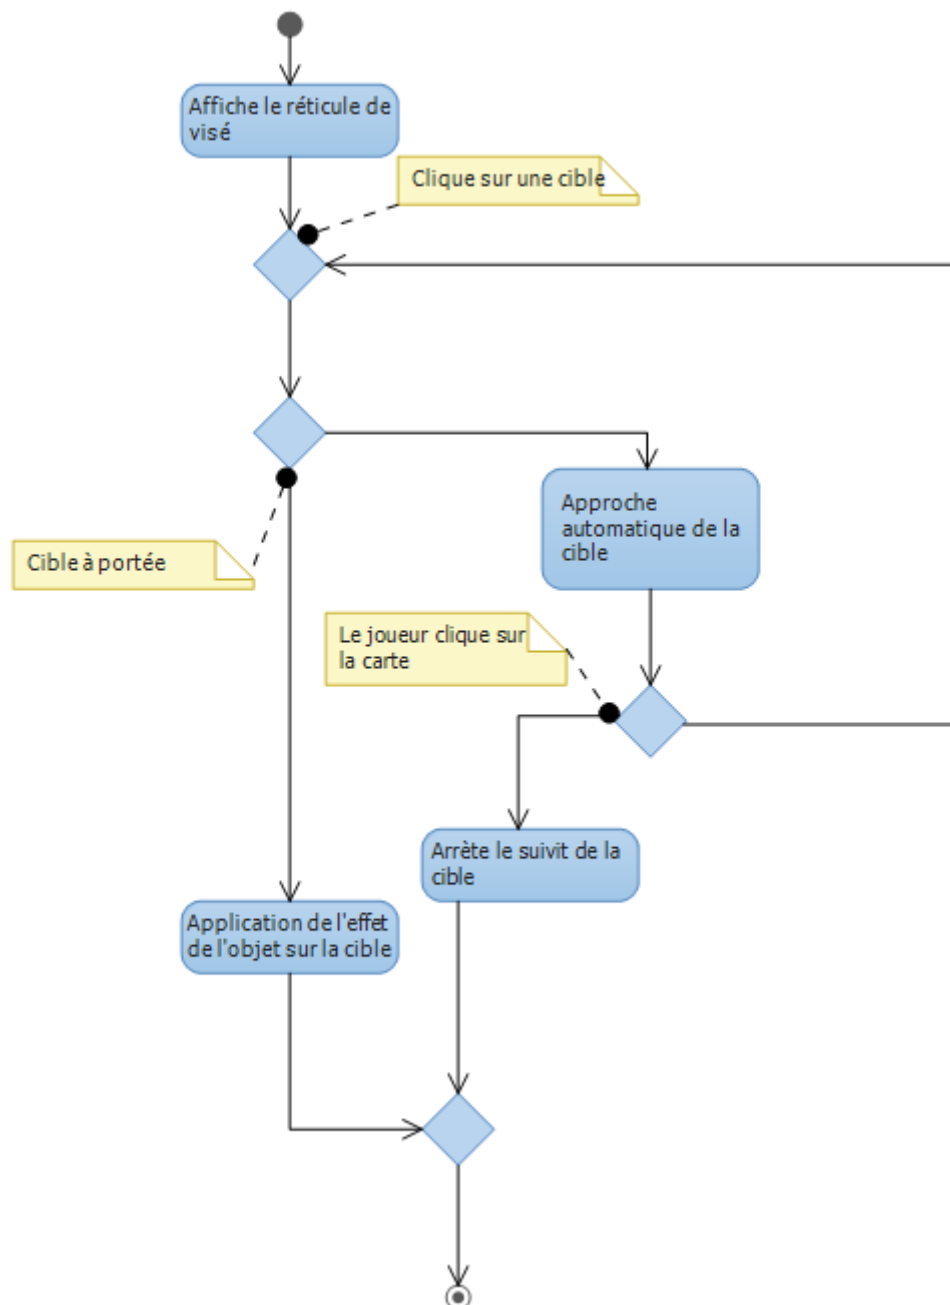 Affiche le réticule de
visé
Clique sur une cible
Approche
automatique de la
cible
Cible à portée
Le joueur clique sur
la carte
Arrète le suivit de la
cible
Application de l'effet
de l'objet sur la cible